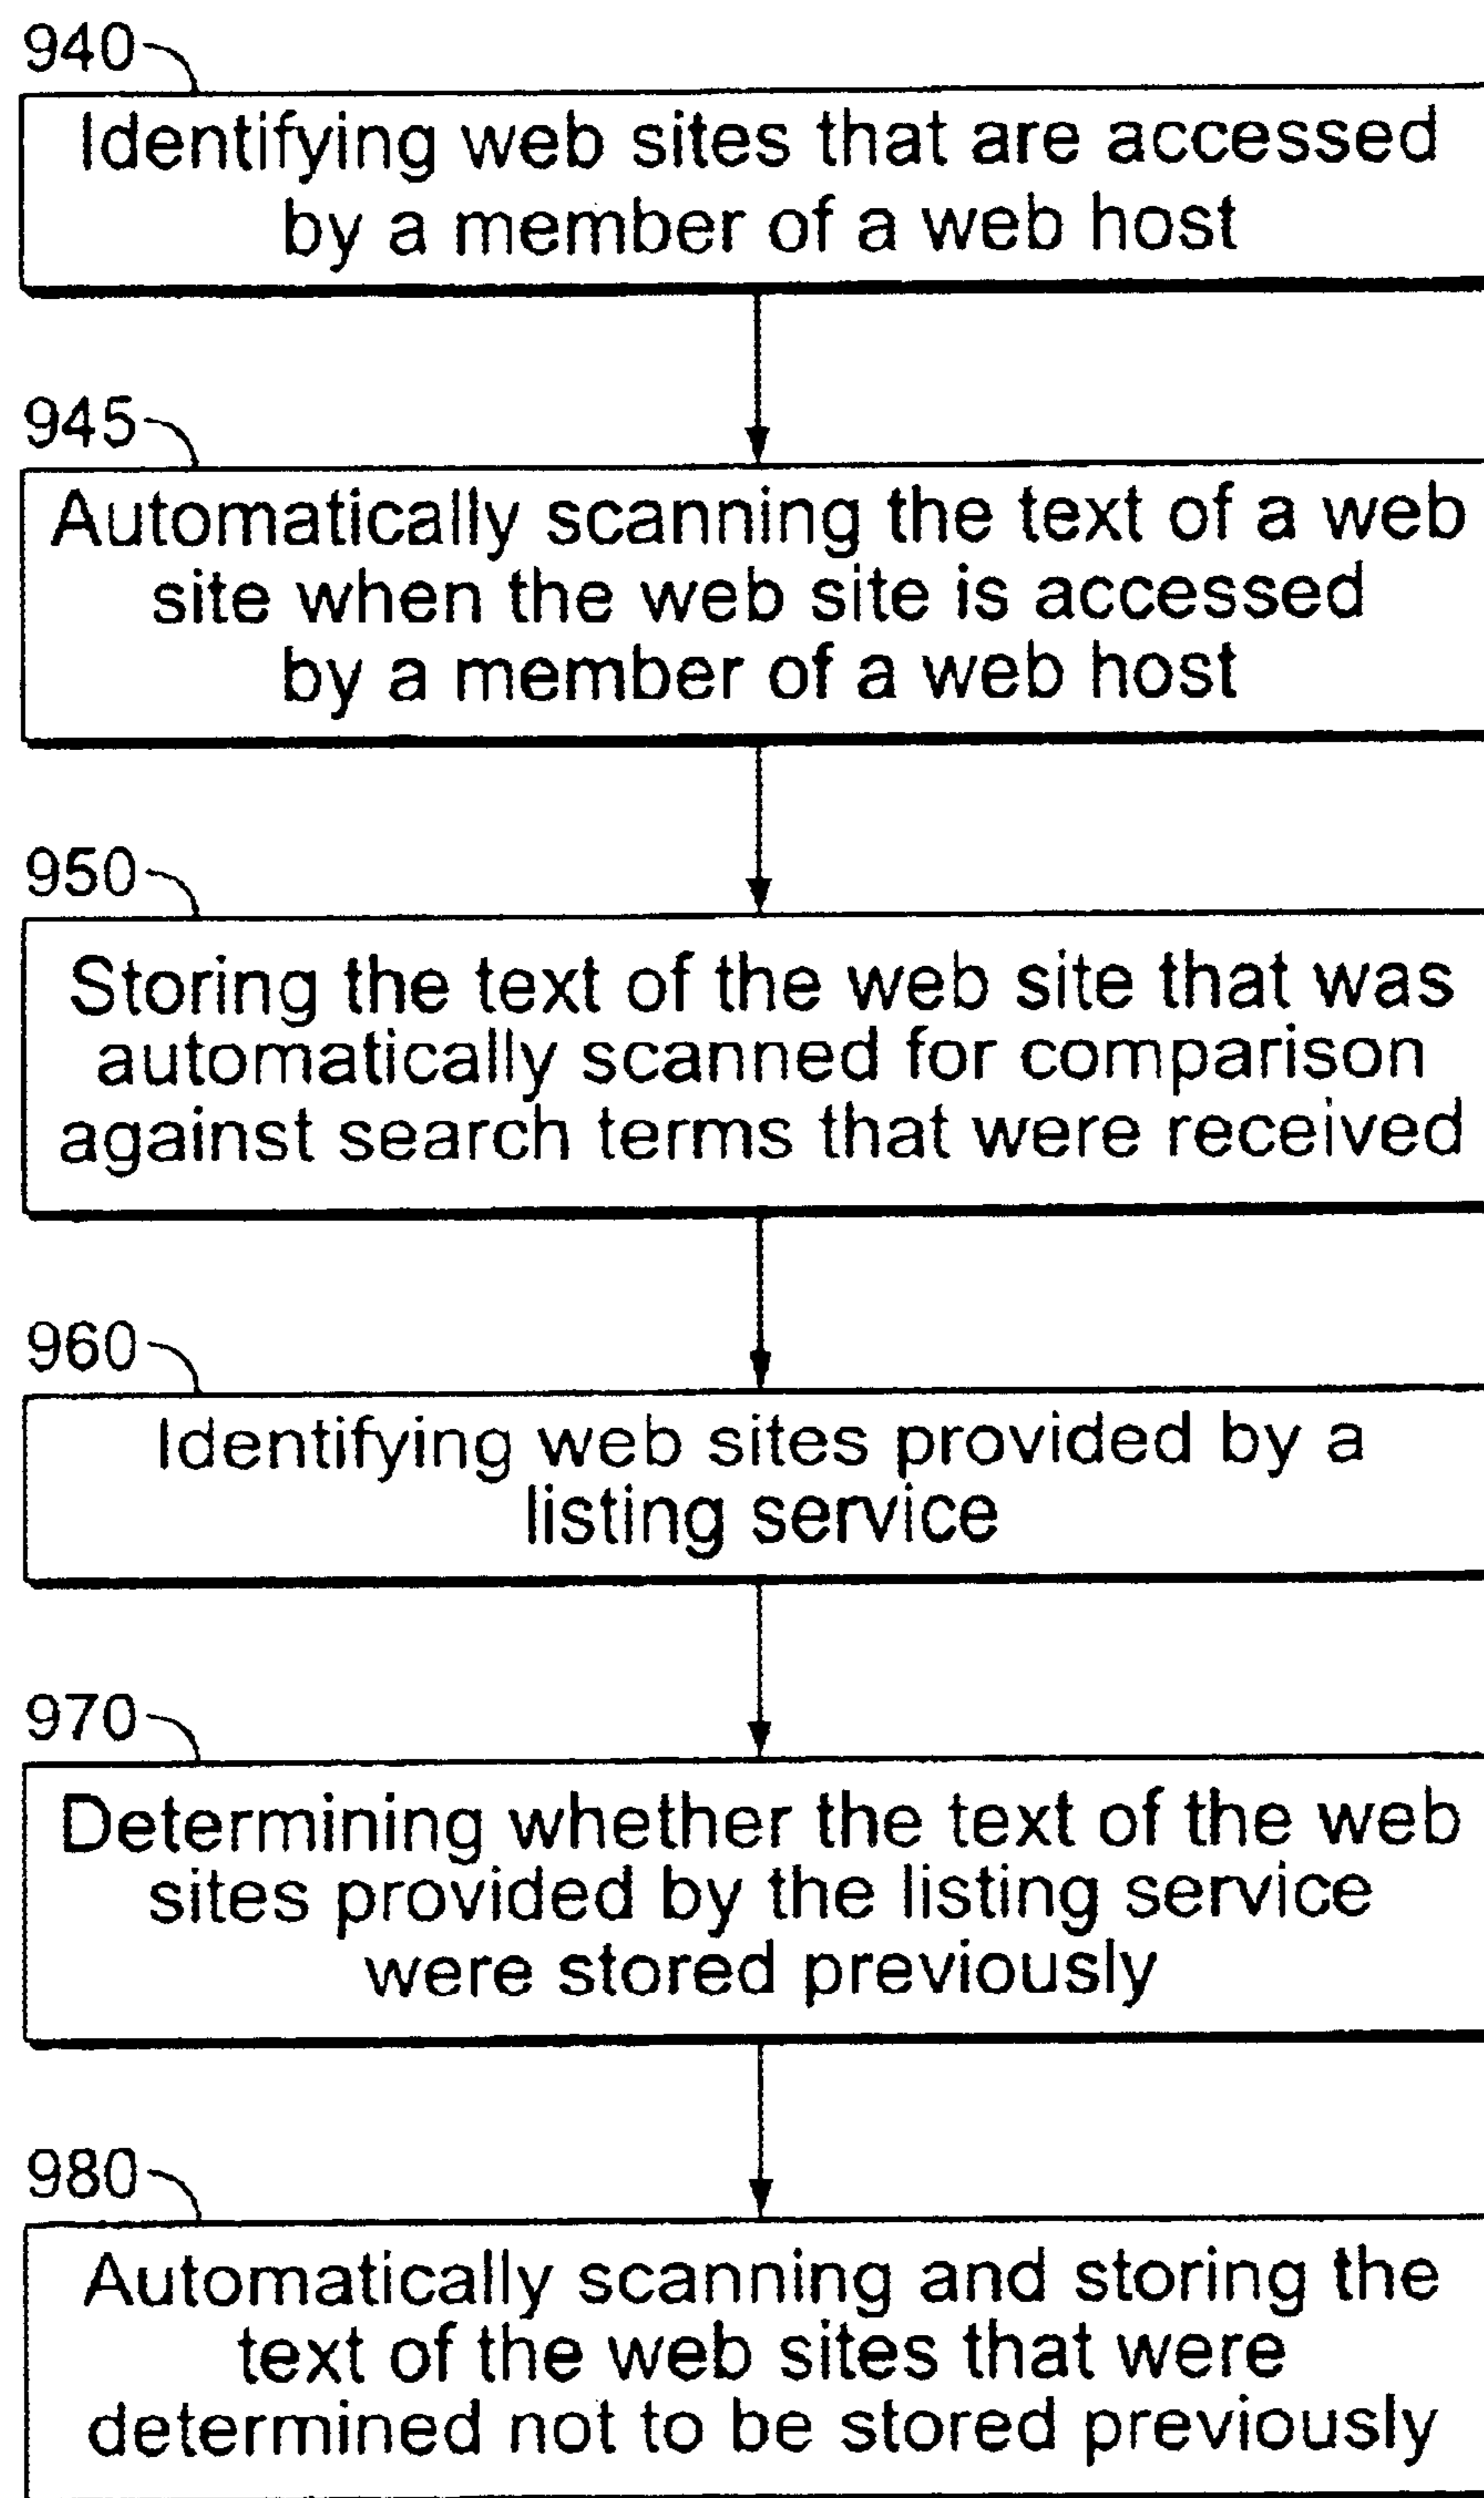 940
Identifying web sites that are accessed
by a member of a web host
945
Automatically scanning the text of a web
site when the web site is accessed
by a member of a web host
950
Storing the text of the web site that was
automatically scanned for comparison
against search terms that were received
960
Identifying web sites provided by a
listing service
970
Determining whether the text of the web
sites provided by the listing service
were stored previously
980
Automatically scanning and storing the
text of the web sites that were
determined not to be stored previously